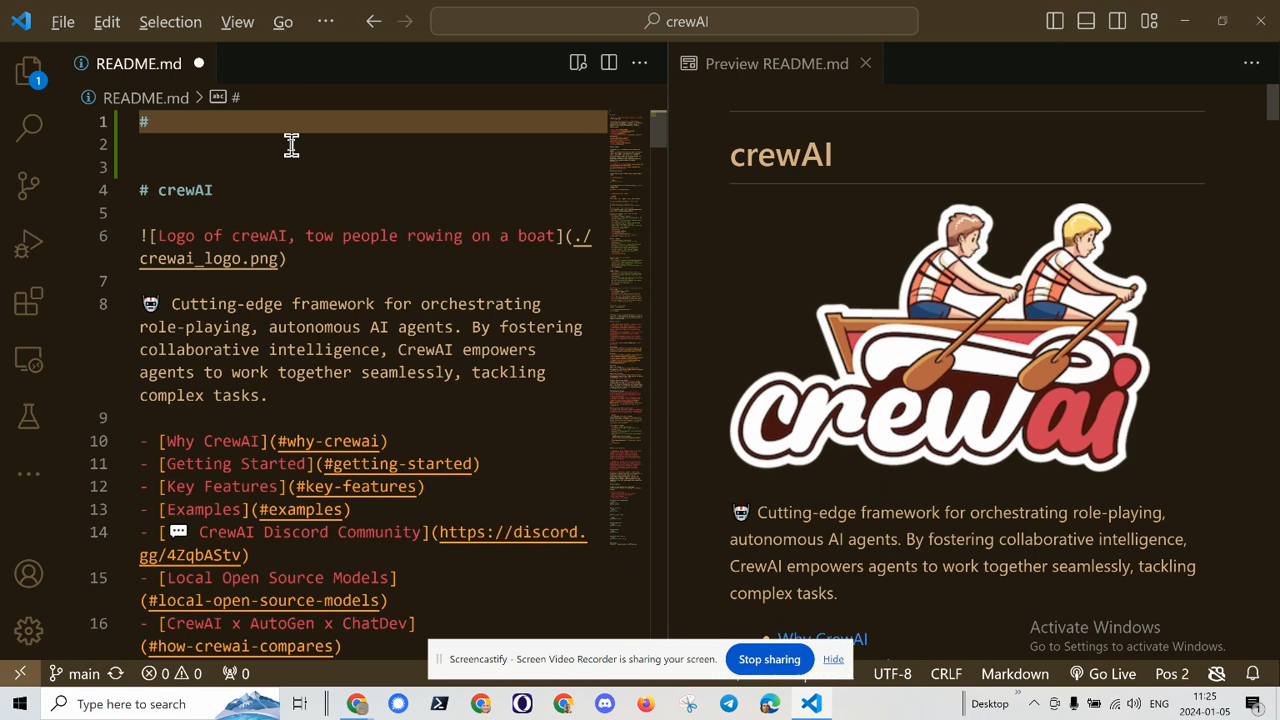 File Edit Selection View Go ··· crewAI
README.md
Preview README.md
README.md > #
1 #
2
3
4 # crewAI
5
6 ![Logo of crewAI, tow people rowing on a boat](./
crewai_logo.png)
7
8 Cutting-edge framework for orchestrating
role-playing, autonomous AI agents. By fostering
collaborative intelligence, CrewAI empowers
agents to work together seamlessly, tackling
complex tasks.
9
10 - [Why CrewAI](#why-crewai)
11 - [Getting Started](#getting-started)
12 - [Key Features](#key-features)
13 - [Examples](#examples)
14 - [💬 CrewAI Discord Community](https://discord.
gg/4ZqbAStv)
15 - [Local Open Source Models]
(#local-open-source-models)
16 - [CrewAI x AutoGen x ChatDev]
(#how-crewai-compares)
crewAI
crewai
Cutting-edge framework for orchestrating role-playing,
autonomous AI agents. By fostering collaborative intelligence,
CrewAI empowers agents to work together seamlessly, tackling
complex tasks.
Why CrewAI
Activate Windows
Go to Settings to activate Windows.
Screencastify - Screen Video Recorder is sharing your screen. Stop sharing Hide
1
main 0 0 0 UTF-8 CRLF Markdown Go Live Pos 2
Type here to search
Desktop ENG 11:25
2024-01-05
1